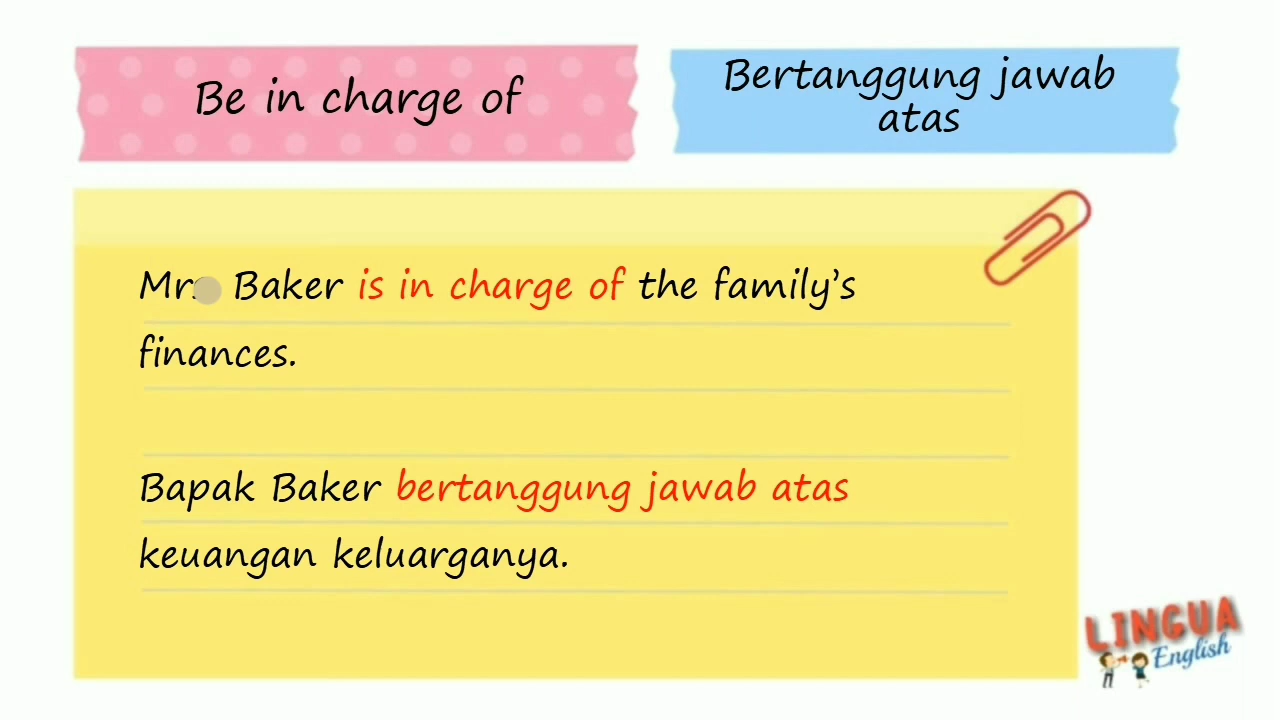 Be in charge of
Bertanggung jawab
atas
Baker is in charge of the family's
finances.
Bapak Baker bertanggung jawab atas
keuangan keluarganya.
LINGUA
English